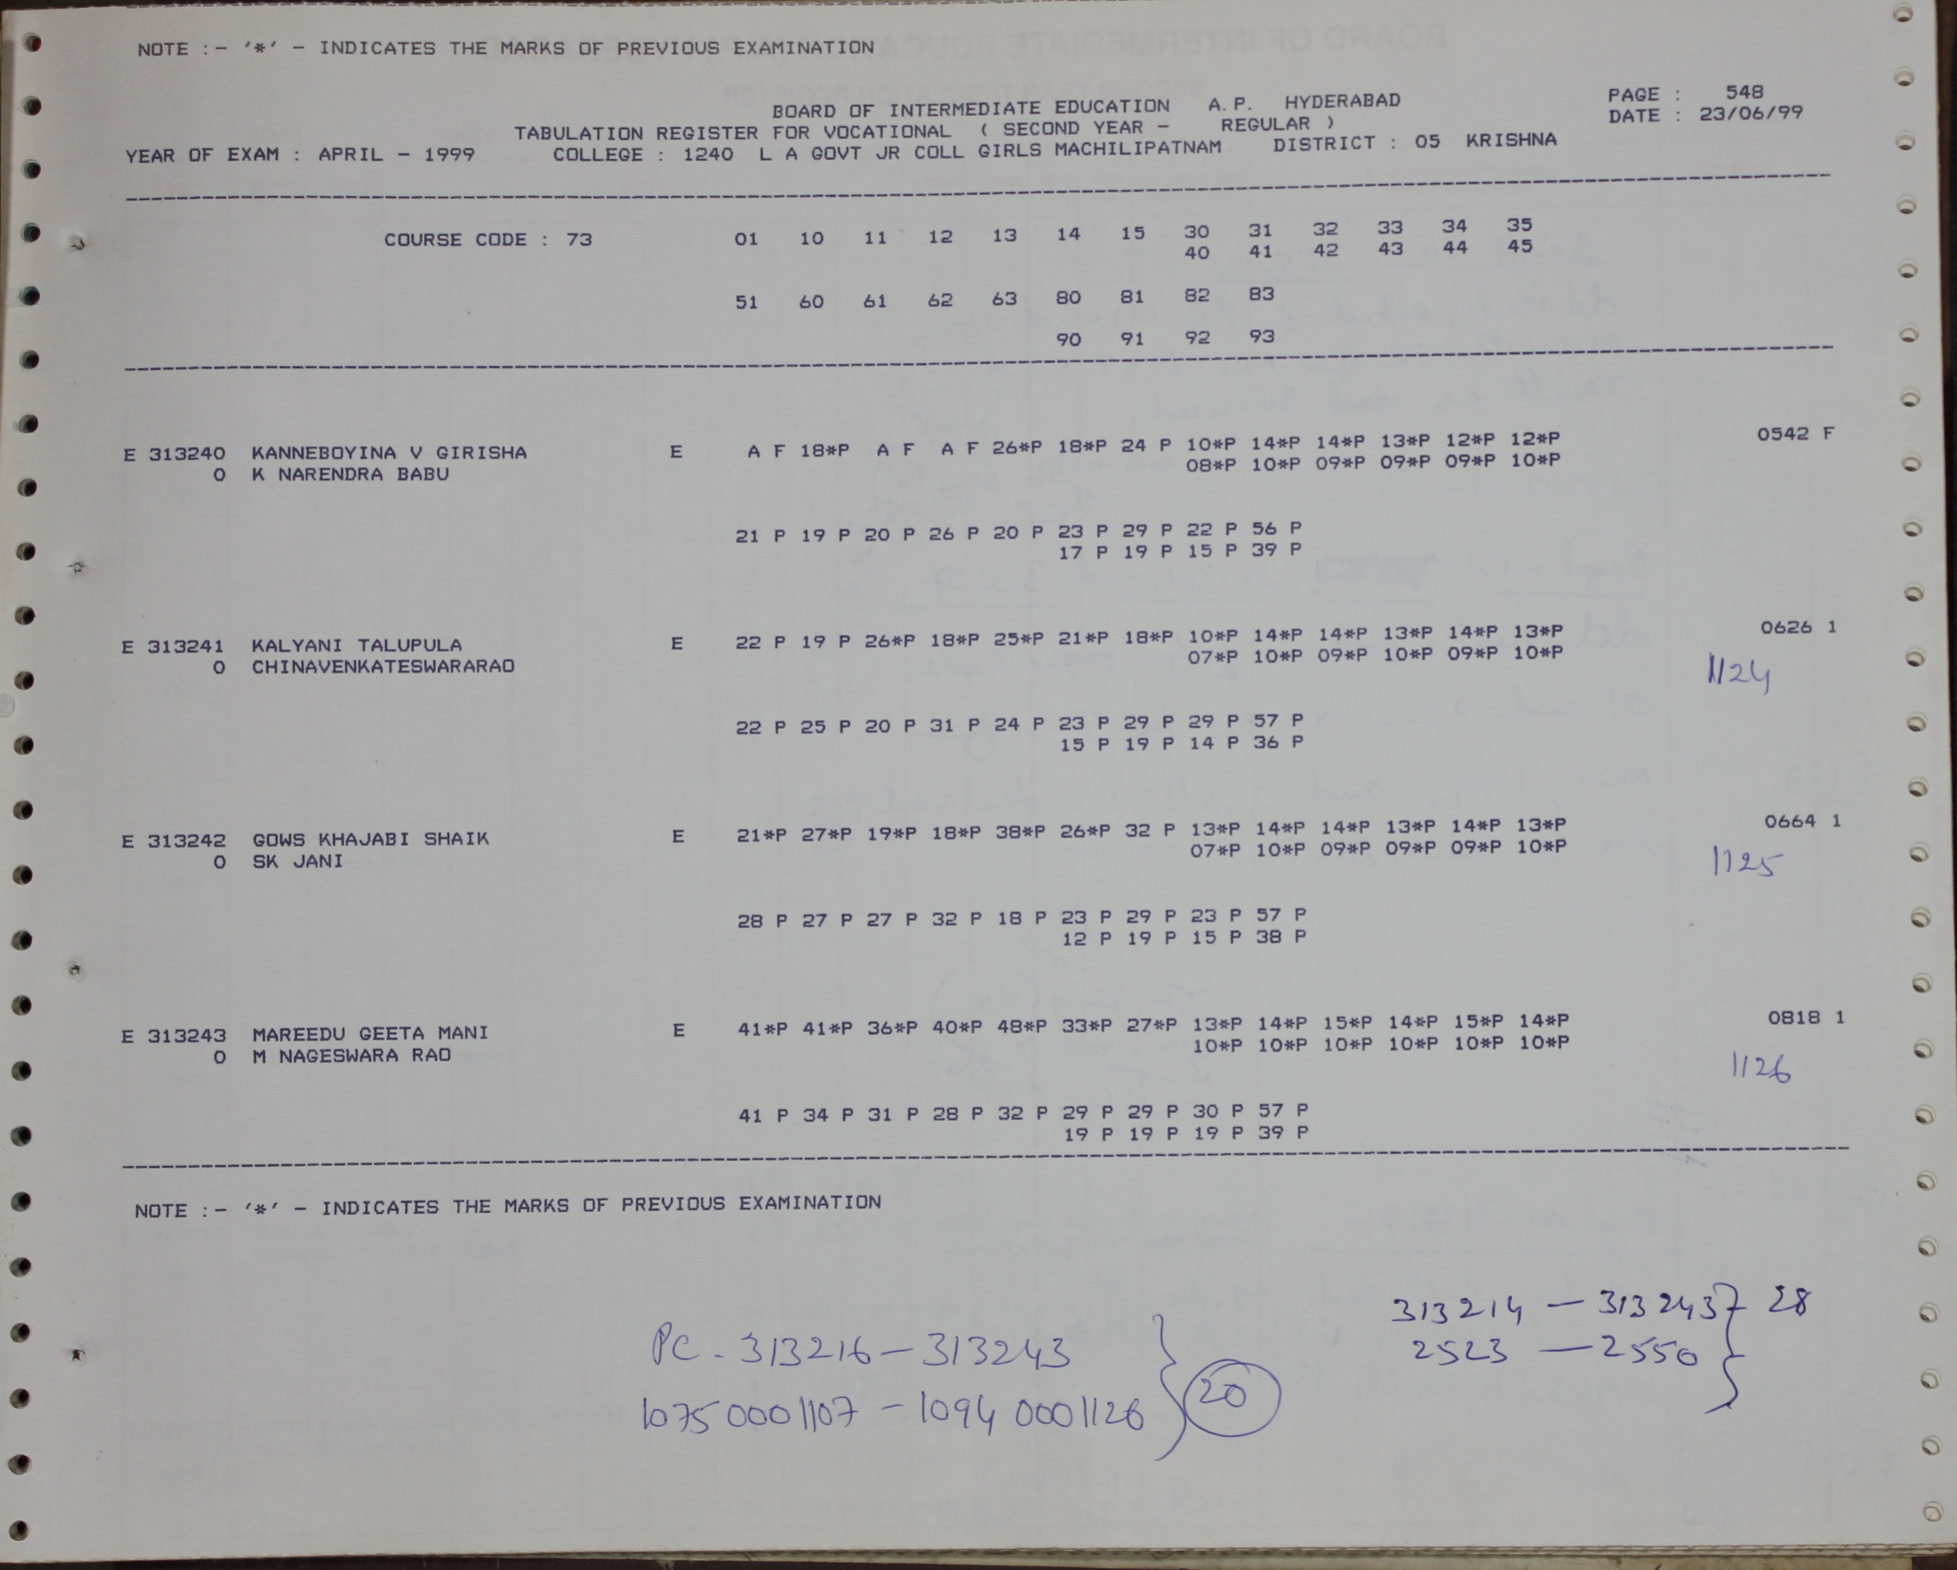 NOTE :- '*' - INDICATES THE MARKS OF PREVIOUS EXAMINATION
BOARD OF INTERMEDIATE EDUCATION A.P. HYDERABAD PAGE : 548
TABULATION REGISTER FOR VOCATIONAL ( SECOND YEAR - REGULAR ) DATE : 23/06/99
YEAR OF EXAM : APRIL - 1999 COLLEGE : 1240 L A GOVT JR COLL GIRLS MACHILIPATNAM DISTRICT : 05 KRISHNA
COURSE CODE : 73 01 10 11 12 13 14 15 30 31 32 33 34 35
40 41 42 43 44 45
51 60 61 62 63 80 81 82 83
90 91 92 93
E 313240 KANNEBOYINA V GIRISHA E A F 18*P A F A F 26*P 18*P 24 P 10*P 14*P 14*P 13*P 12*P 12*P 0542 F
0 K NARENDRA BABU 08*P 10*P 09*P 09*P 09*P 10*P
21 P 19 P 20 P 26 P 20 P 23 P 29 P 22 P 56 P
17 P 19 P 15 P 39 P
E 313241 KALYANI TALUPULA E 22 P 19 P 26*P 18*P 25*P 21*P 18*P 10*P 14*P 14*P 13*P 14*P 13*P 0626 1
0 CHINAVENKATESWARARAO 07*P 10*P 09*P 10*P 09*P 10*P 1124
22 P 25 P 20 P 31 P 24 P 23 P 29 P 29 P 57 P
15 P 19 P 14 P 36 P
E 313242 GOWS KHAJABI SHAIK E 21*P 27*P 19*P 18*P 38*P 26*P 32 P 13*P 14*P 14*P 13*P 14*P 13*P 0664 1
0 SK JANI 07*P 10*P 09*P 09*P 09*P 10*P 1125
28 P 27 P 27 P 32 P 18 P 23 P 29 P 23 P 57 P
12 P 19 P 15 P 38 P
E 313243 MAREEDU GEETA MANI E 41*P 41*P 36*P 40*P 48*P 33*P 27*P 13*P 14*P 15*P 14*P 15*P 14*P 0818 1
0 M NAGESWARA RAO 10*P 10*P 10*P 10*P 10*P 10*P 1126
41 P 34 P 31 P 28 P 32 P 29 P 29 P 30 P 57 P
19 P 19 P 19 P 39 P
NOTE :- '*' - INDICATES THE MARKS OF PREVIOUS EXAMINATION
313214 - 313243 28
2523 - 2550
PC - 313216 - 313243
10750001107 - 10940001126 20